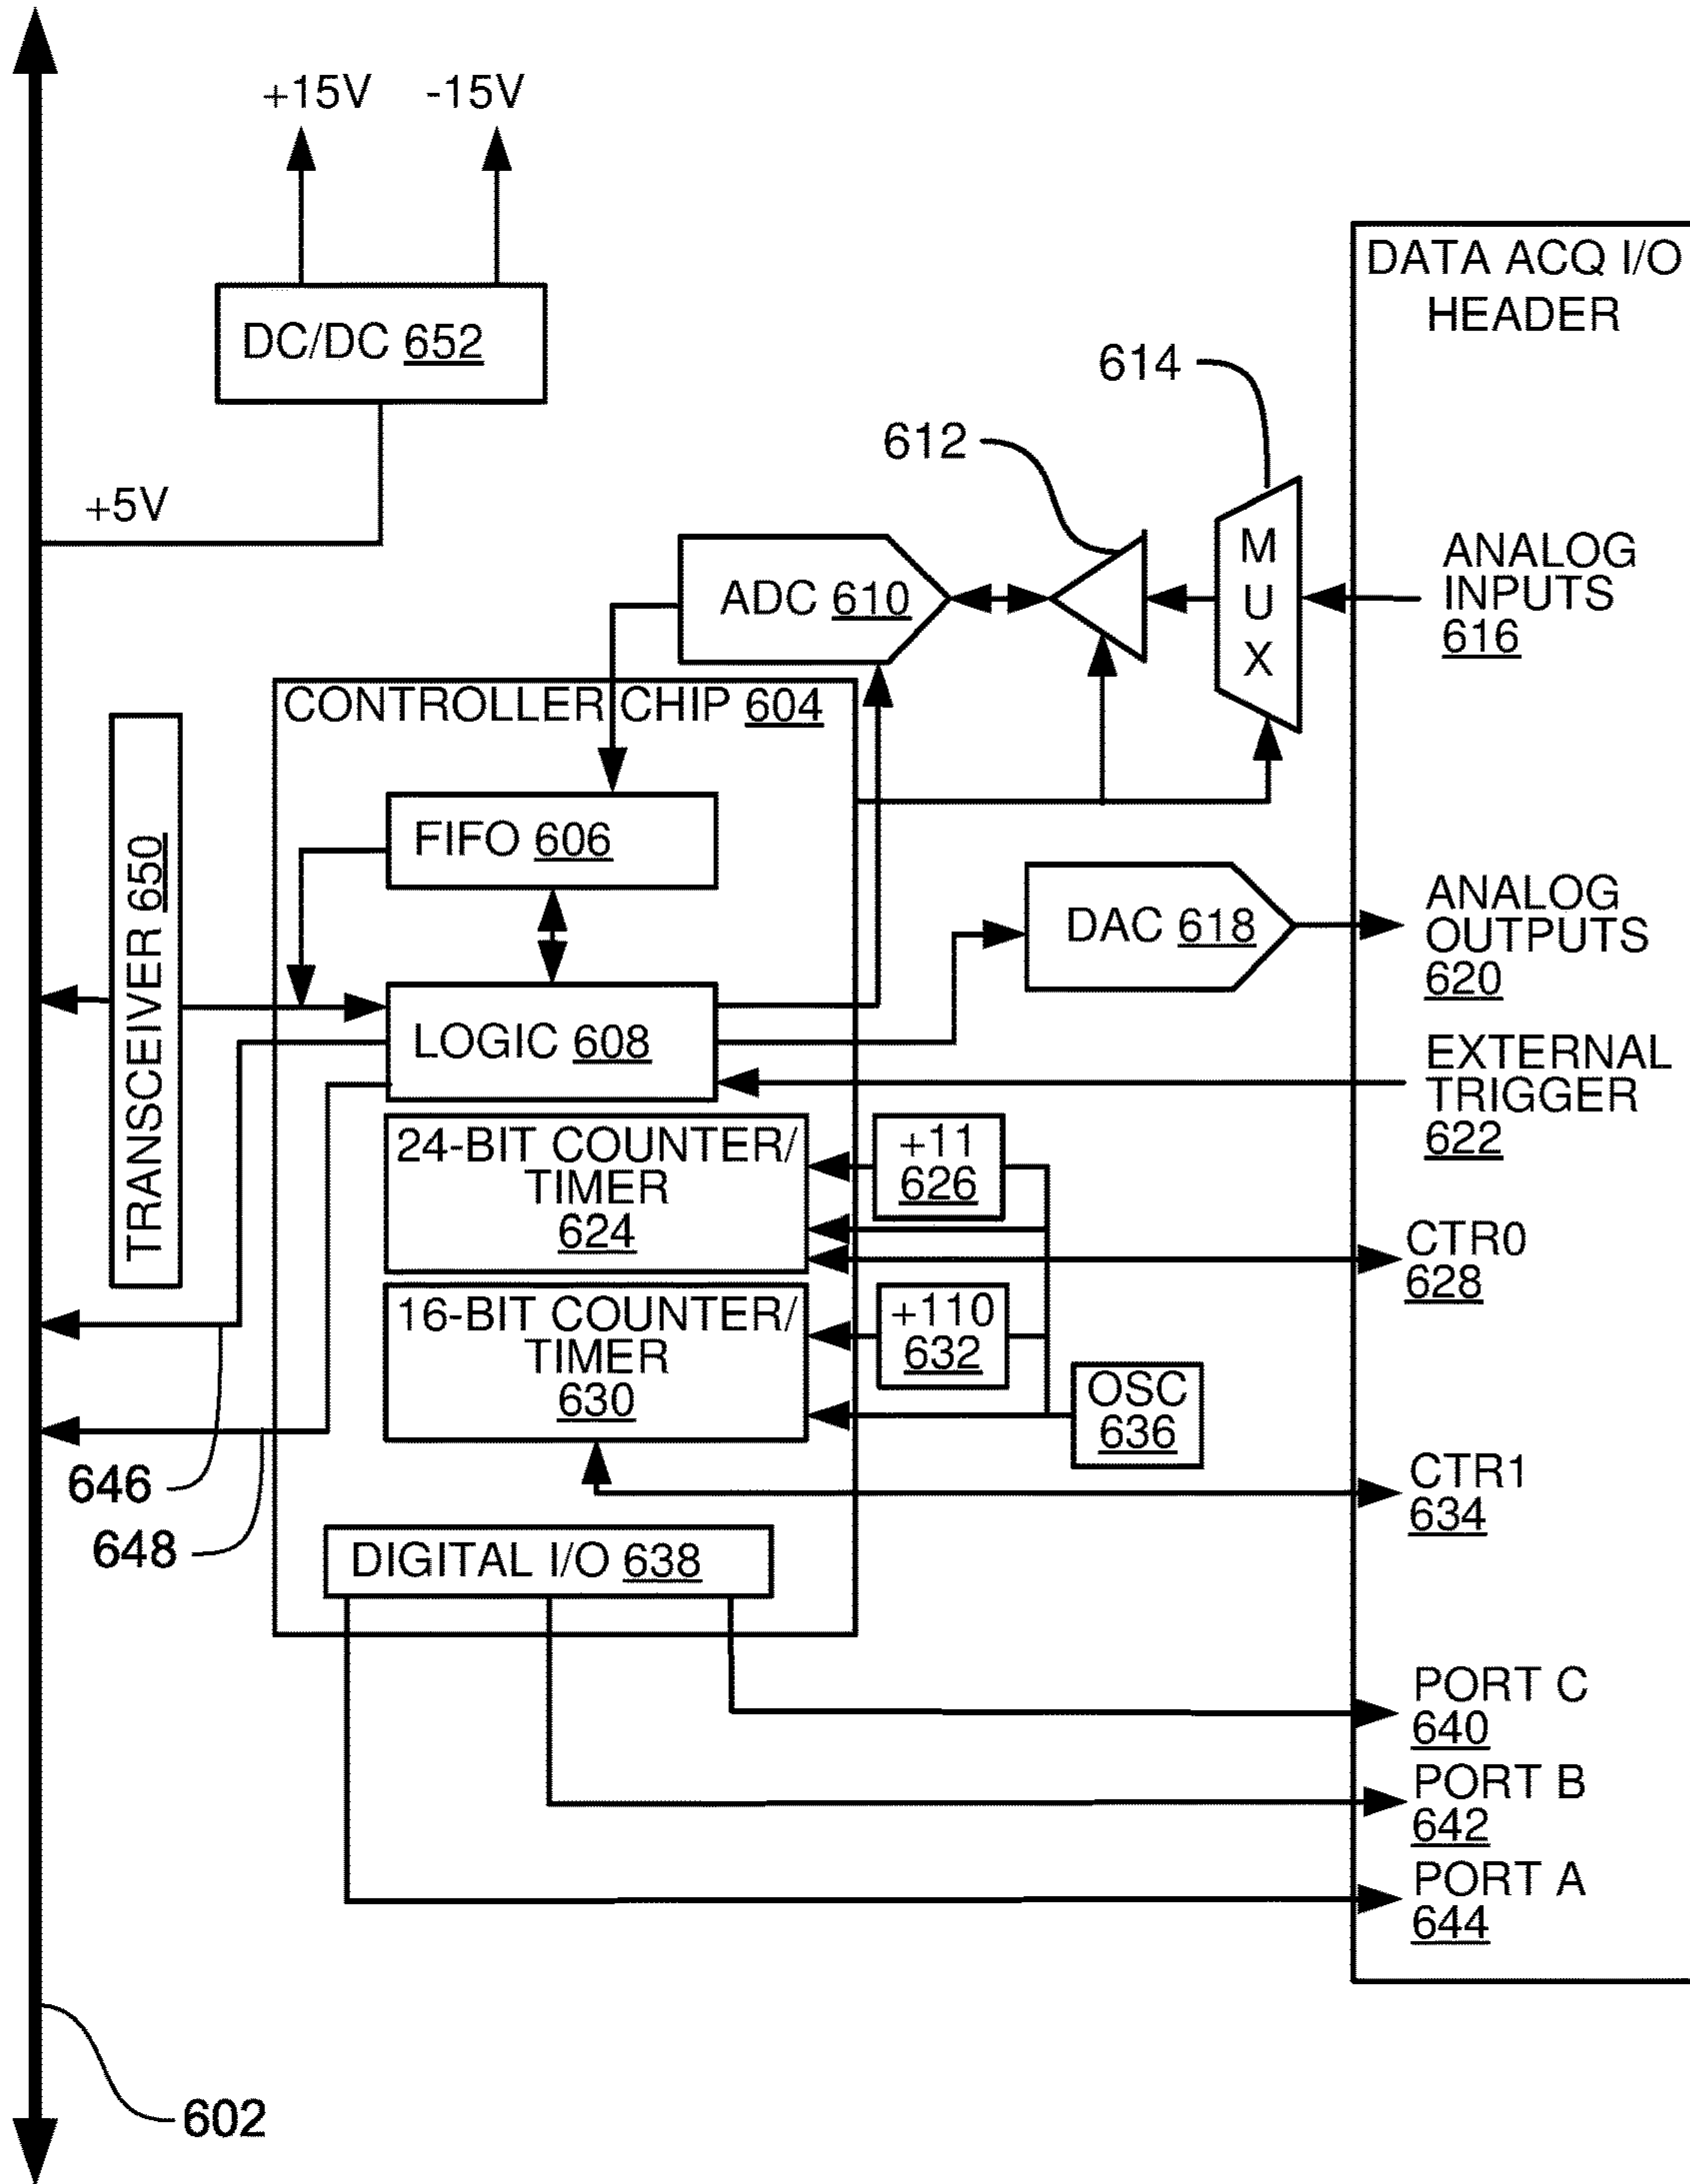 +15V -15V
DC/DC 652
+5V
DATA ACQ I/O
HEADER
614
612
MUX
ADC 610
ANALOG
INPUTS
616
CONTROLLER CHIP 604
FIFO 606
TRANSCEIVER 650
LOGIC 608
DAC 618
ANALOG
OUTPUTS
620
EXTERNAL
TRIGGER
622
24-BIT COUNTER/
TIMER
624
+11
626
CTR0
628
16-BIT COUNTER/
TIMER
630
+110
632
OSC
636
CTR1
634
646
648
DIGITAL I/O 638
PORT C
640
PORT B
642
PORT A
644
602